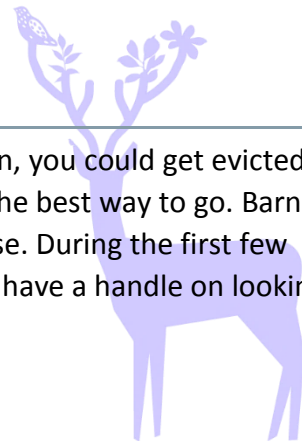 n, you could get evicted
he best way to go. Barn
se. During the first few
have a handle on lookin